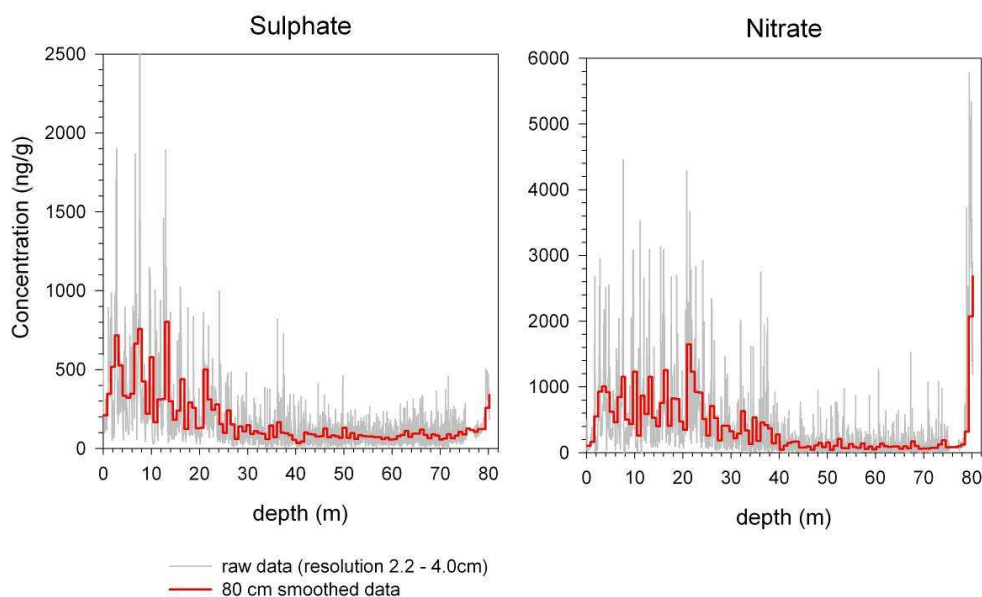 Sulphate
Nitrate
Concentration (ng/g)
2500
2000
1500
1000
500
0
0 10 20 30 40 50 60 70 80
depth (m)
6000
5000
4000
3000
2000
1000
0
0 10 20 30 40 50 60 70 80
depth (m)
raw data (resolution 2.2 - 4.0cm)
80 cm smoothed data